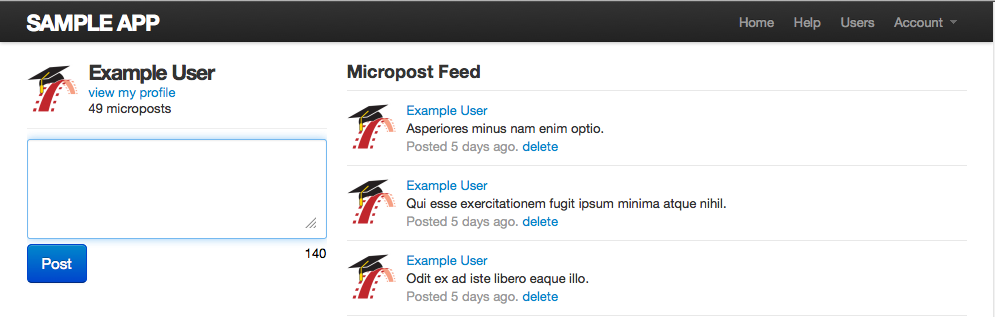 SAMPLE APP
Home Help Users Account
Example User
view my profile
49 microposts
140
Post
Micropost Feed
Example User
Asperiores minus nam enim optio.
Posted 5 days ago. delete
Example User
Qui esse exercitationem fugit ipsum minima atque nihil.
Posted 5 days ago. delete
Example User
Odit ex ad iste libero eaque illo.
Posted 5 days ago. delete